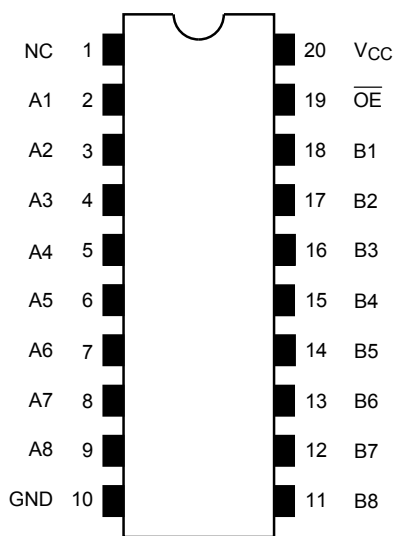 NC 1 20 VCC
A1 2 19 OE
A2 3 18 B1
A3 4 17 B2
A4 5 16 B3
A5 6 15 B4
A6 7 14 B5
A7 8 13 B6
A8 9 12 B7
GND 10 11 B8